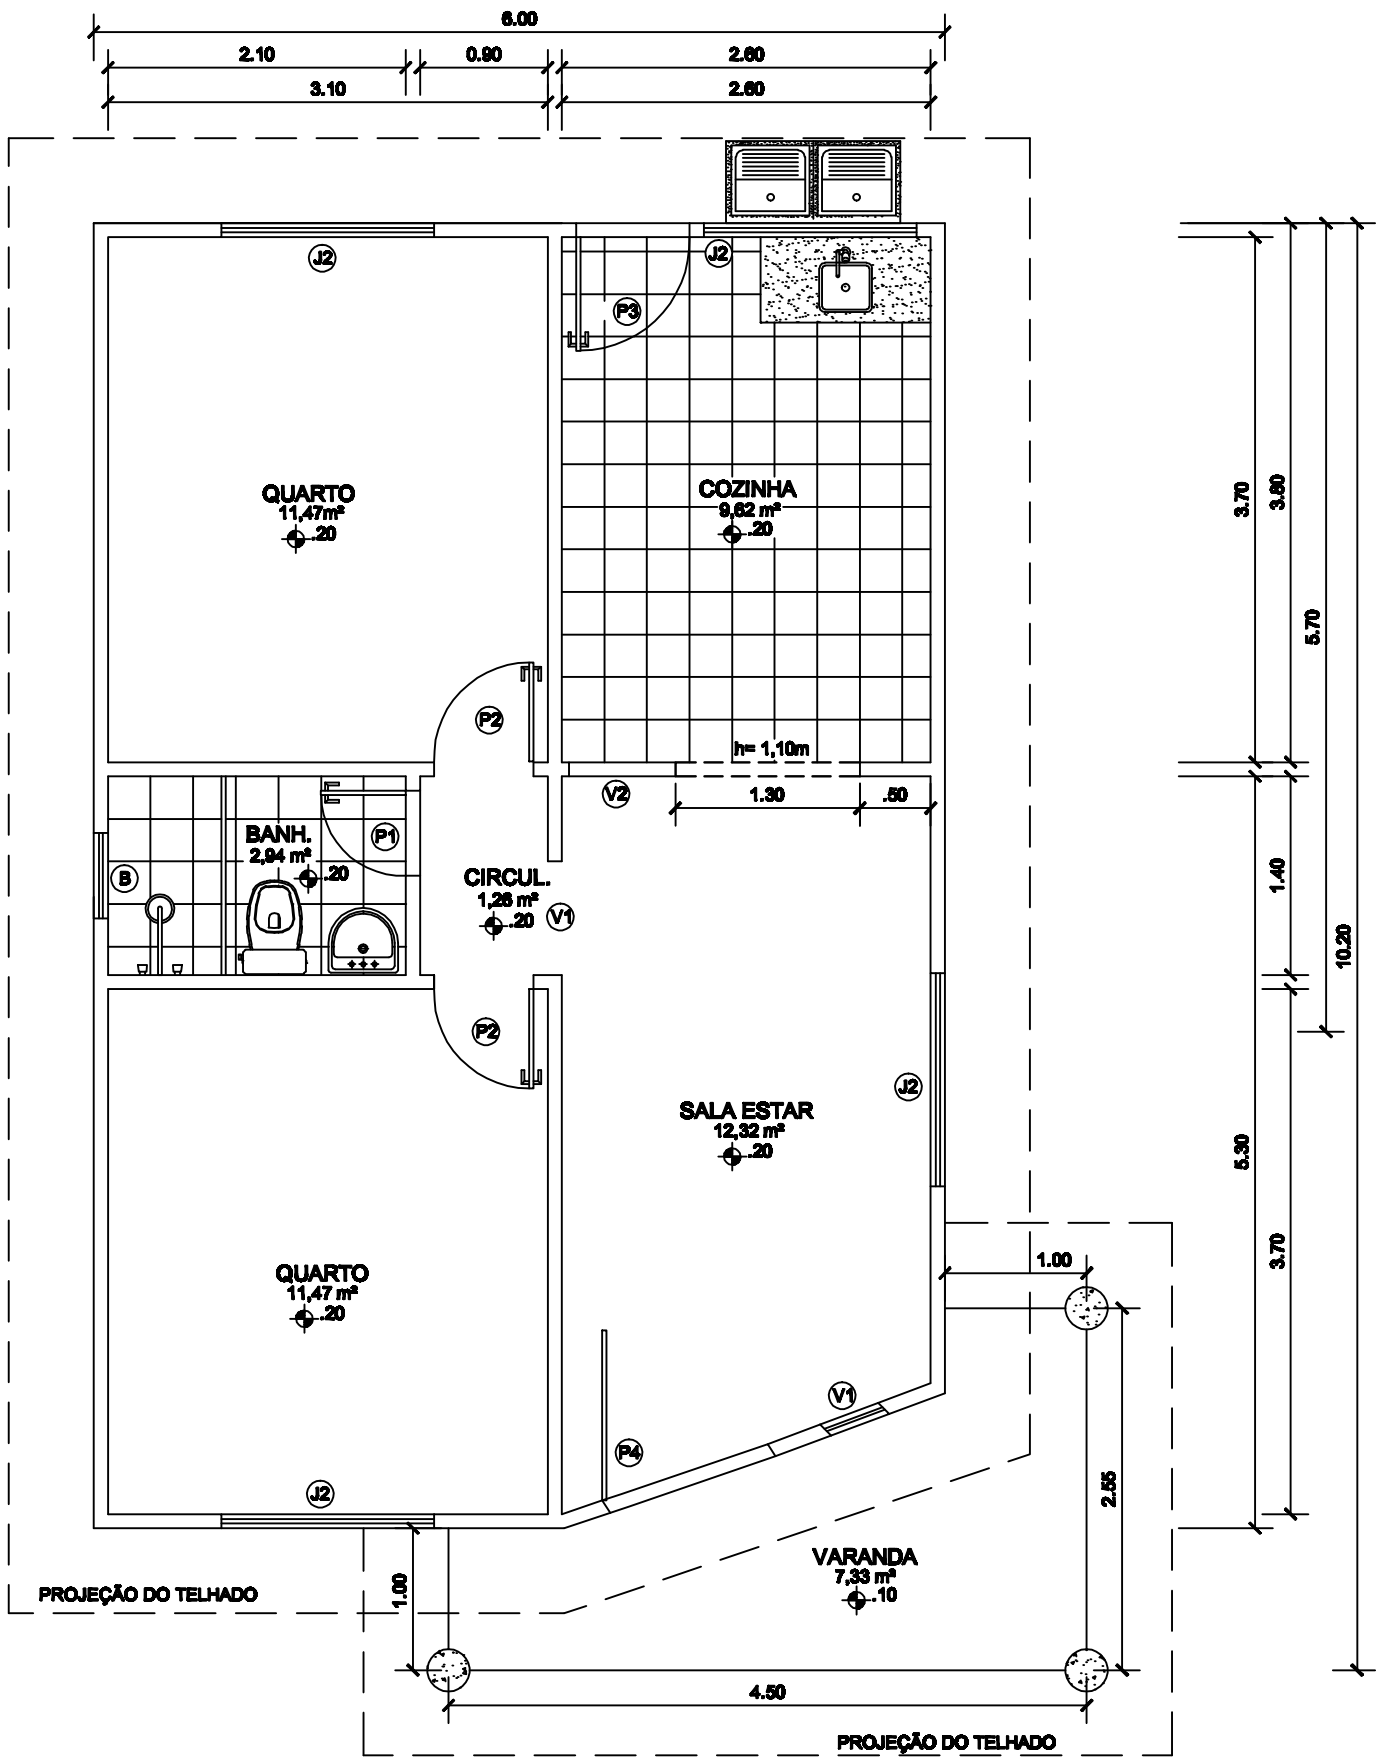 6.00
2.10
0.90
2.60
3.10
2.60
J2
J2
P3
QUARTO
11,47m²
.20
COZINHA
9,62 m²
.20
3.70
3.80
5.70
P2
h= 1,10m
V2
1.30
.50
BANH.
2,94 m²
.20
P1
B
CIRCUL.
1,26 m²
.20
V1
1.40
10.20
P2
J2
SALA ESTAR
12,32 m²
.20
5.30
3.70
QUARTO
11,47 m²
.20
1.00
V1
P4
J2
2.55
VARANDA
7,33 m²
.10
1.00
PROJEÇÃO DO TELHADO
4.50
PROJEÇÃO DO TELHADO